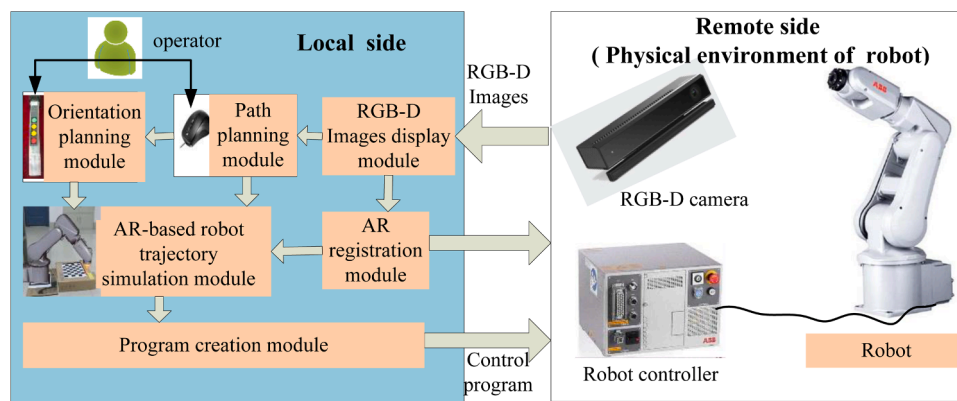 operator
Local side
Orientation
planning
module
Path
planning
module
RGB-D
Images display
module
AR-based robot
trajectory
simulation module
AR
registration
module
Program creation module
RGB-D
Images
Control
program
Remote side
( Physical environment of robot)
RGB-D camera
ABB
ABB
Robot controller
Robot